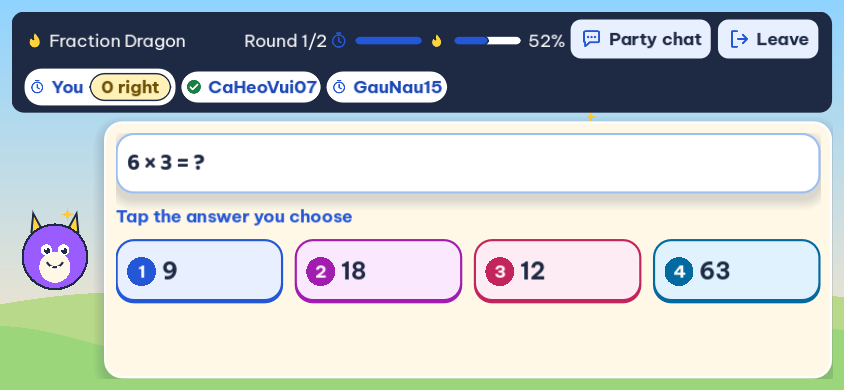 Fraction Dragon Round 1/2 52% Party chat Leave
You 0 right CaHeoVui07 GauNau15
6 × 3 = ?
Tap the answer you choose
1 9 2 18 3 12 4 63